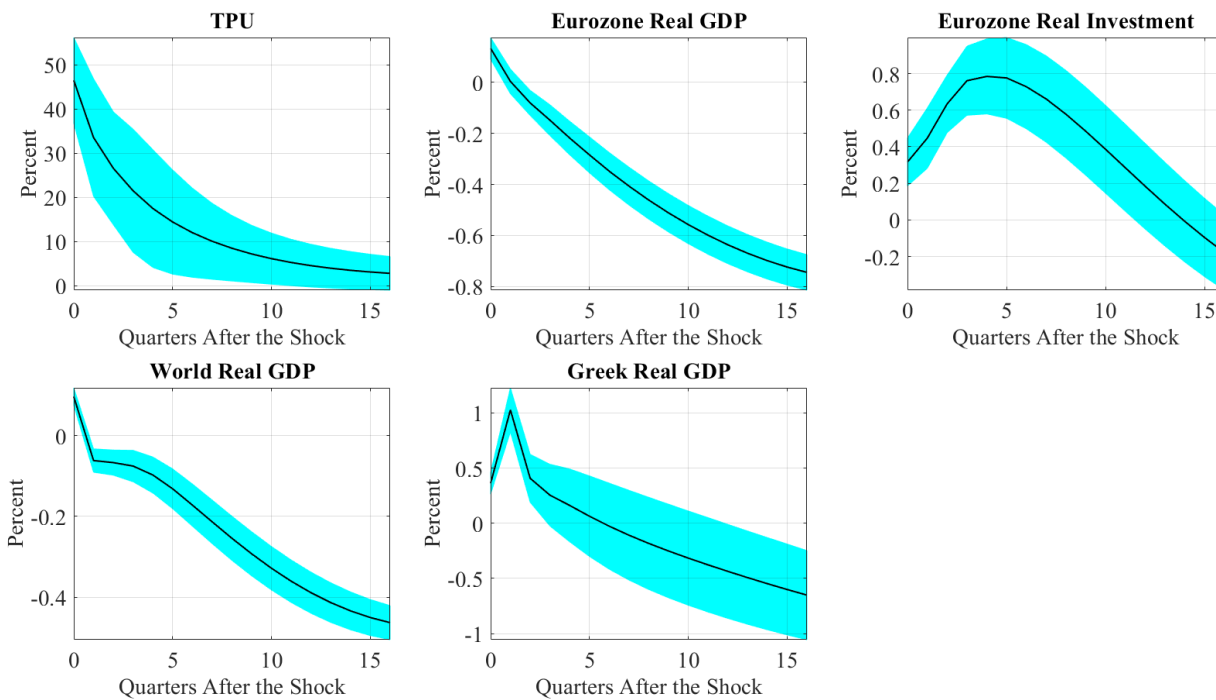 TPU
Percent
50
40
30
20
10
0
0 5 10 15
Quarters After the Shock
Eurozone Real GDP
Percent
0
-0.2
-0.4
-0.6
-0.8
0 5 10 15
Quarters After the Shock
Eurozone Real Investment
Percent
0.8
0.6
0.4
0.2
0
-0.2
0 5 10 15
Quarters After the Shock
World Real GDP
Percent
0
-0.2
-0.4
0 5 10 15
Quarters After the Shock
Greek Real GDP
Percent
1
0.5
0
-0.5
-1
0 5 10 15
Quarters After the Shock